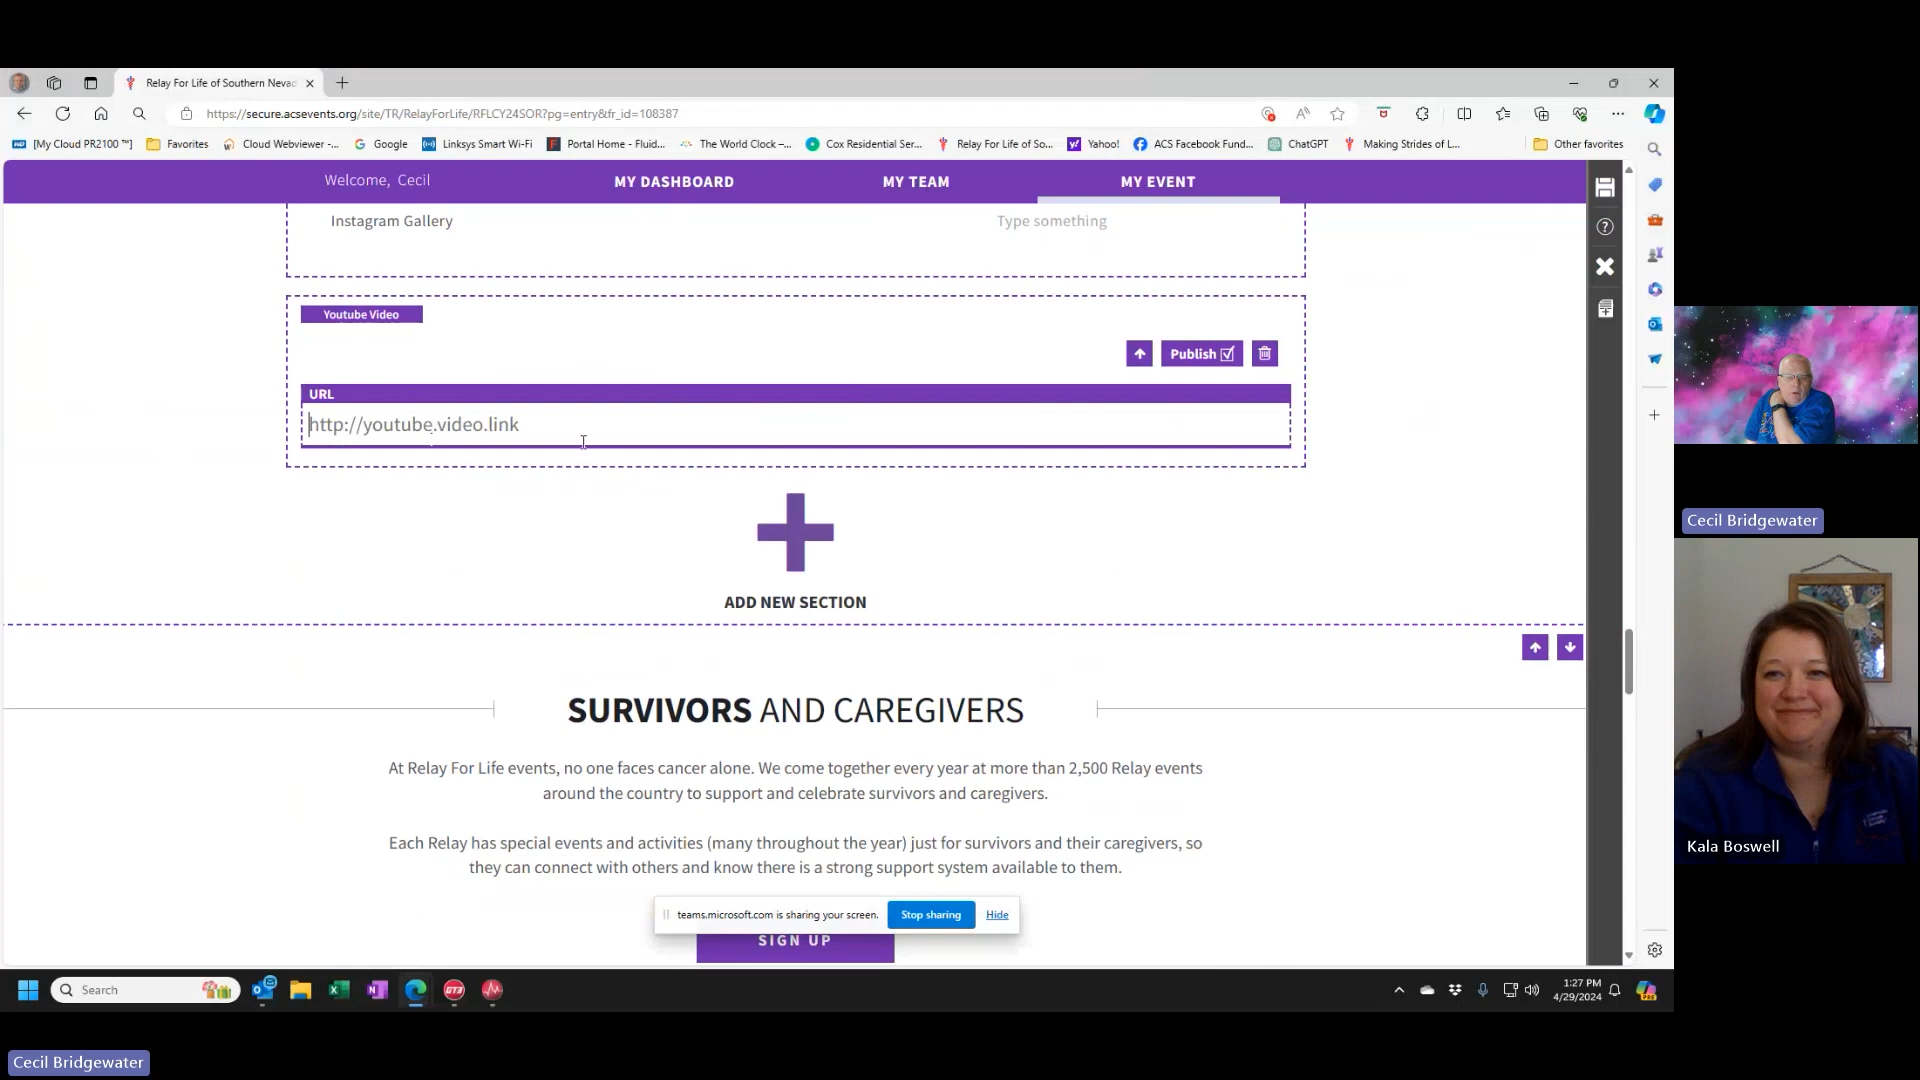 Relay For Life of Southern Nevad
https://secure.acsevents.org/site/TR/RelayForLife/RFLCY24SOR?pg=entry&fr_id=108387
[My Cloud PR2100 ™] Favorites Cloud Webviewer -... Google Linksys Smart Wi-Fi Portal Home - Fluid... The World Clock —... Cox Residential Ser... Relay For Life of So... Yahoo! ACS Facebook Fund... ChatGPT Making Strides of L... Other favorites
Welcome, Cecil MY DASHBOARD MY TEAM MY EVENT
Instagram Gallery Type something
Youtube Video
Publish
URL
http://youtube.video.link
ADD NEW SECTION
SURVIVORS AND CAREGIVERS
At Relay For Life events, no one faces cancer alone. We come together every year at more than 2,500 Relay events
around the country to support and celebrate survivors and caregivers.
Each Relay has special events and activities (many throughout the year) just for survivors and their caregivers, so
they can connect with others and know there is a strong support system available to them.
teams.microsoft.com is sharing your screen. Stop sharing Hide
SIGN UP
Search
1:27 PM
4/29/2024
Cecil Bridgewater
Kala Boswell
Cecil Bridgewater